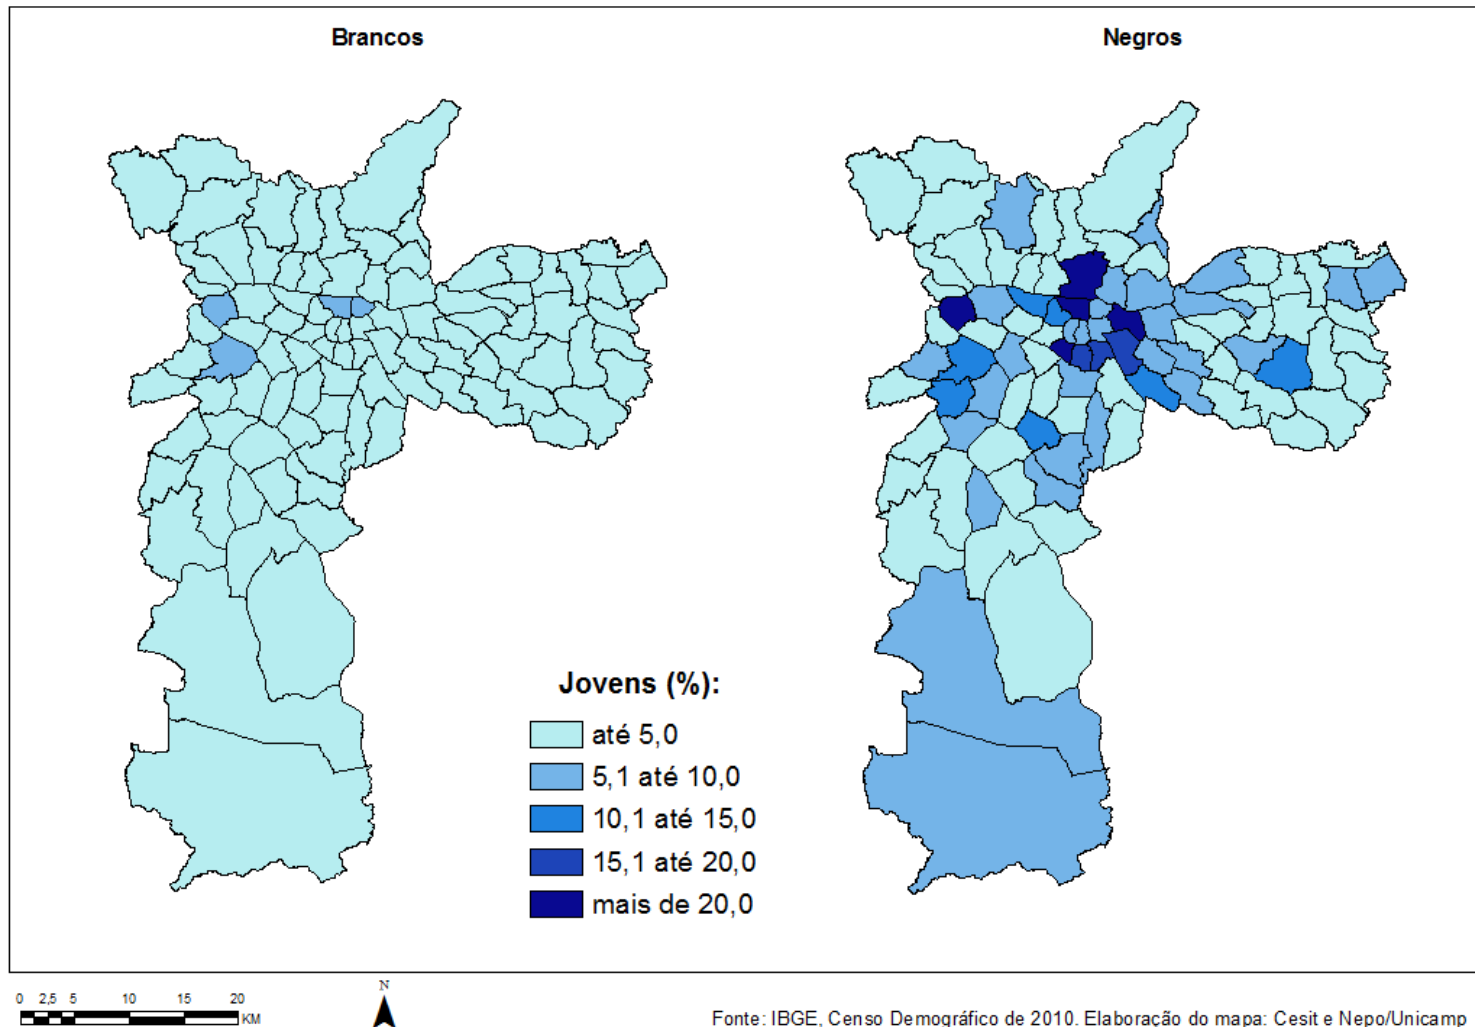 Brancos
Negros
Jovens (%):
até 5,0
5,1 até 10,0
10,1 até 15,0
15,1 até 20,0
mais de 20,0
0 2,5 5 10 15 20
KM
N
Fonte: IBGE, Censo Demográfico de 2010. Elaboração do mapa: Cesit e Nepo/Unicamp